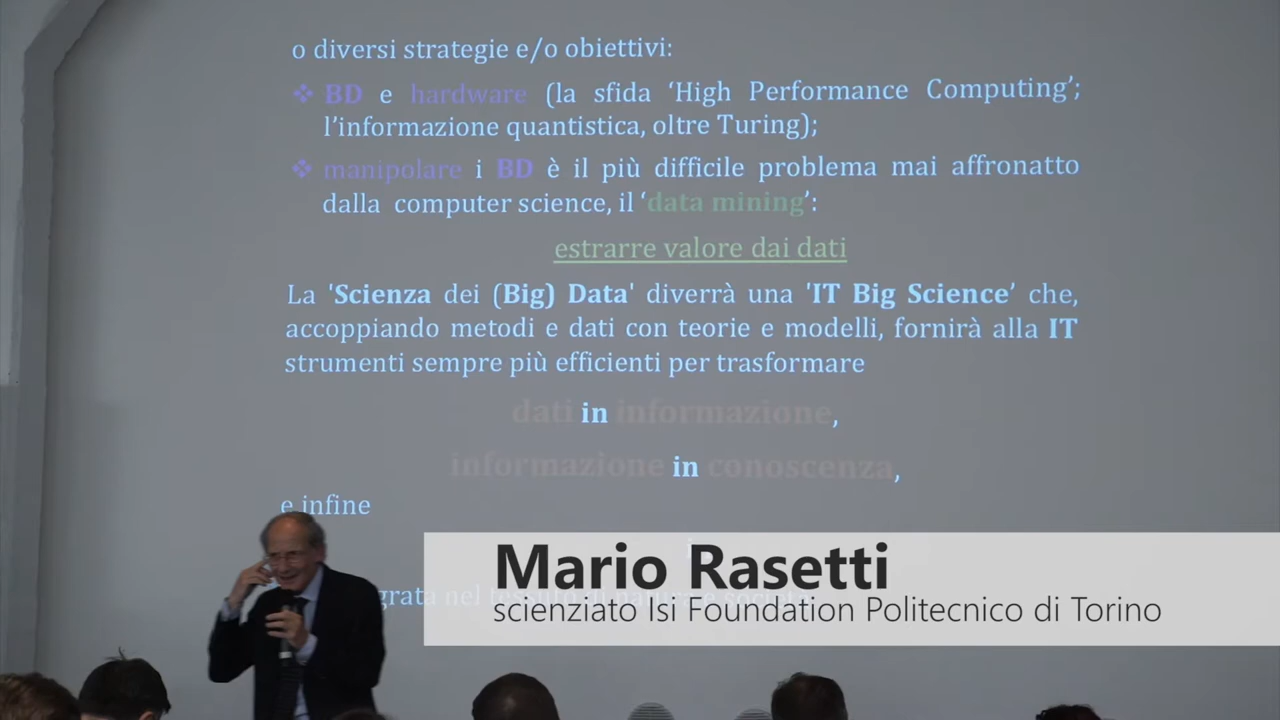 o diversi strategie e/o obiettivi:
❖ BD e hardware (la sfida ‘High Performance Computing’;
l’informazione quantistica, oltre Turing);
❖ manipolare i BD è il più difficile problema mai affronatto
dalla computer science, il ‘data mining’:
estrarre valore dai dati
La 'Scienza dei (Big) Data' diverrà una 'IT Big Science’ che,
accoppiando metodi e dati con teorie e modelli, fornirà alla IT
strumenti sempre più efficienti per trasformare
dati in informazione,
informazione in conoscenza,
e infine
nel tessuto di
Mario Rasetti
scienziato Isi Foundation Politecnico di Torino